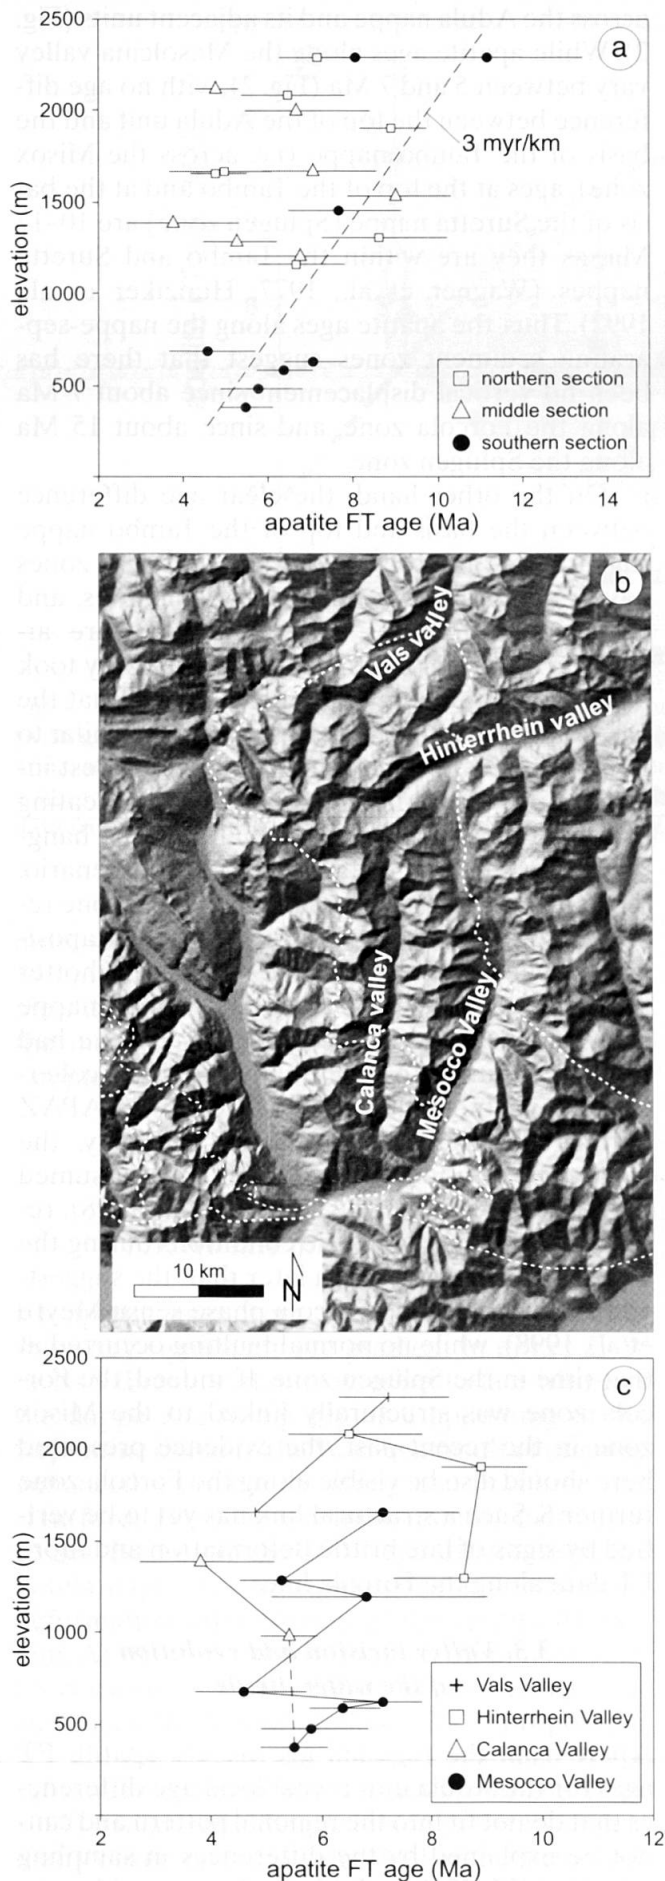 a
2500
2000
1500
1000
500
elevation (m)
3 myr/km
northern section
middle section
southern section
2 4 6 8 10 12 14
apatite FT age (Ma)
b
Vals valley
Hinterrhein valley
Calanca valley
Mesocco Valley
10 km
N
c
2500
2000
1500
1000
500
elevation (m)
Vals Valley
Hinterrhein Valley
Calanca Valley
Mesocco Valley
2 4 6 8 10 12
apatite FT age (Ma)